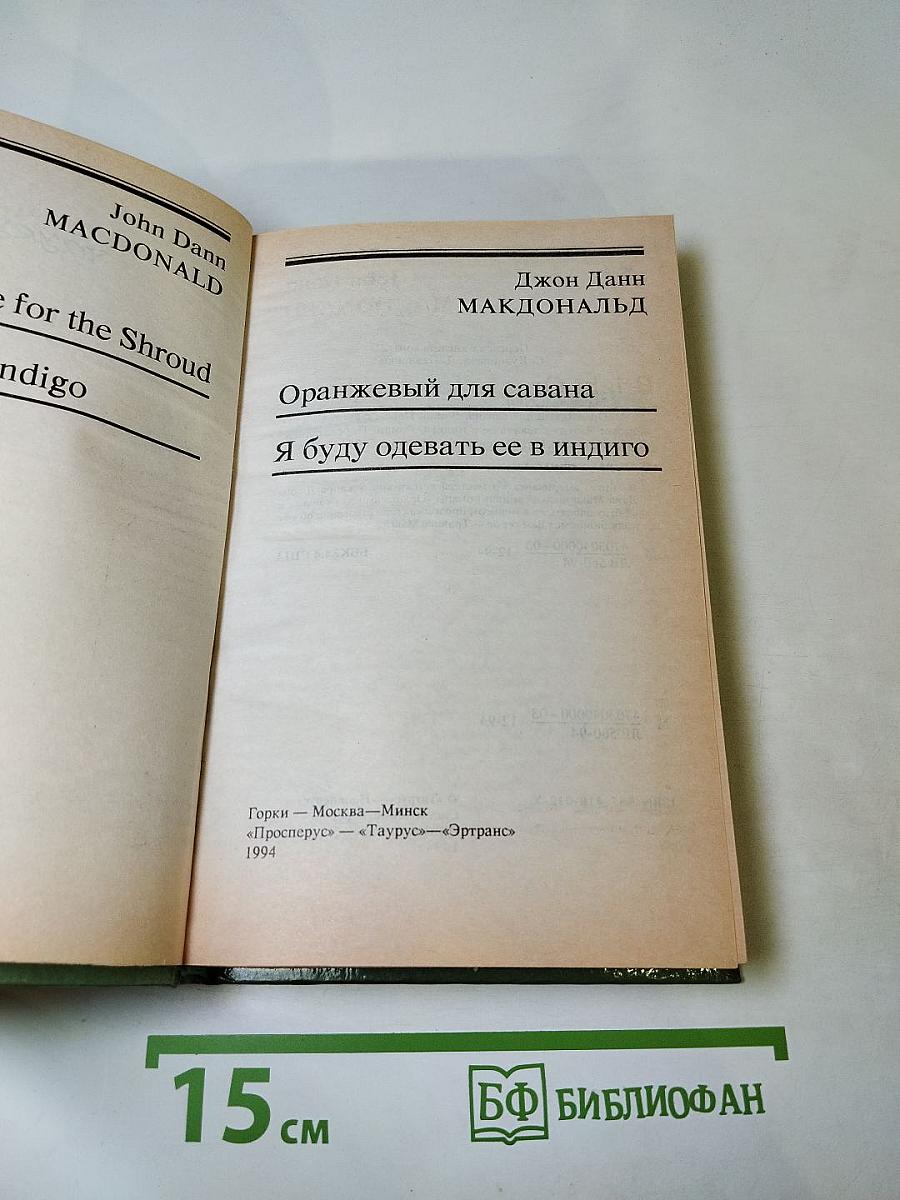 John Dann
MACDONALD
e for the Shroud
ndigo
Джон Данн
МАКДОНАЛЬД
Оранжевый для савана
Я буду одевать ее в индиго
Горки — Москва—Минск
«Просперус» — «Таурус»—«Эртранс»
1994
15 см
БФ БИБЛИОФАН